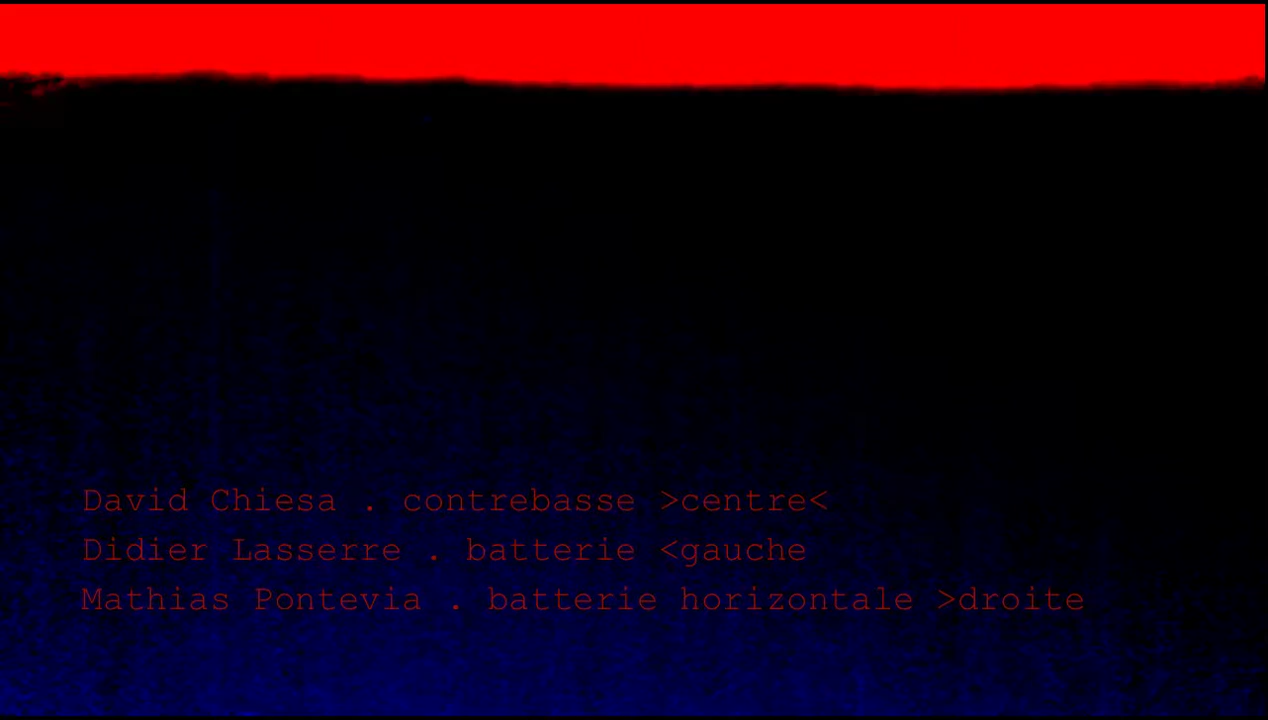 David Chiesa . contrebasse >centre<
Didier Lasserre . batterie <gauche
Mathias Pontevia . batterie horizontale >droite